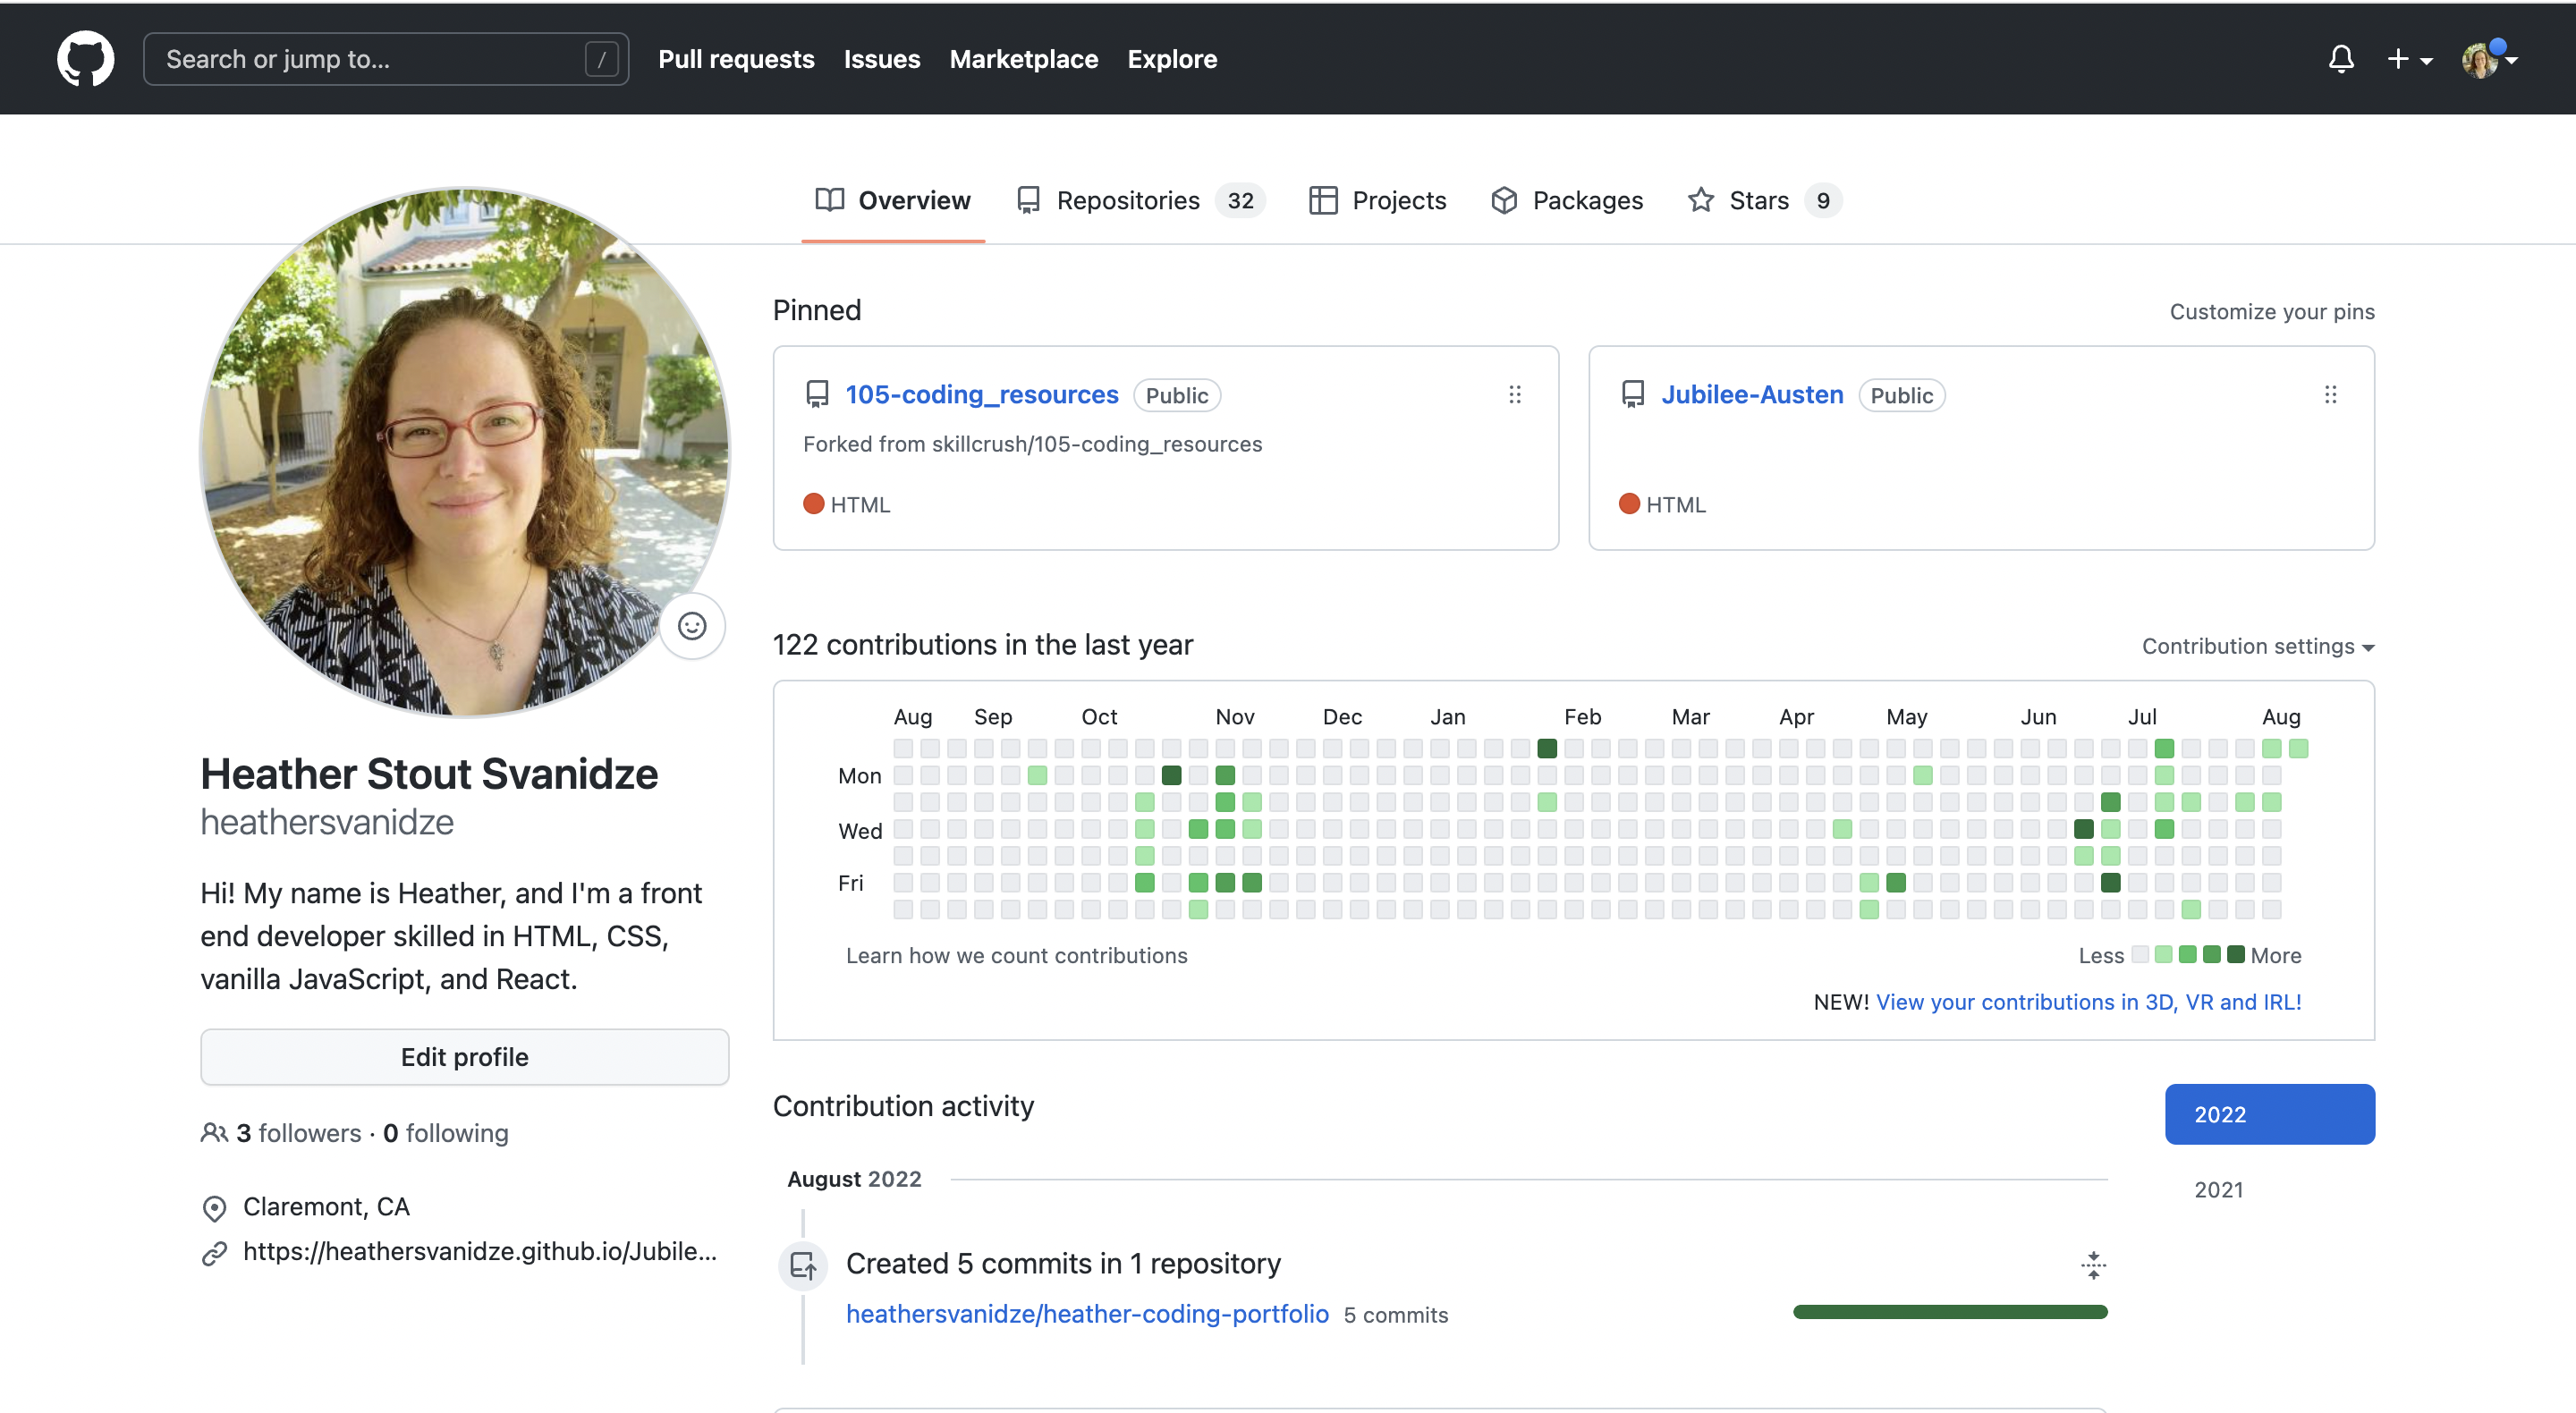 Search or jump to... /
Pull requests Issues Marketplace Explore
Overview Repositories 32 Projects Packages Stars 9
Heather Stout Svanidze
heathersvanidze
Hi! My name is Heather, and I'm a front
end developer skilled in HTML, CSS,
vanilla JavaScript, and React.
Edit profile
3 followers · 0 following
Claremont, CA
https://heathersvanidze.github.io/Jubile...
Pinned
Customize your pins
105-coding_resources Public
Forked from skillcrush/105-coding_resources
HTML
Jubilee-Austen Public
HTML
122 contributions in the last year
Contribution settings
Aug Sep Oct Nov Dec Jan Feb Mar Apr May Jun Jul Aug
Mon
Wed
Fri
Learn how we count contributions
Less More
NEW! View your contributions in 3D, VR and IRL!
Contribution activity
2022
2021
August 2022
Created 5 commits in 1 repository
heathersvanidze/heather-coding-portfolio 5 commits